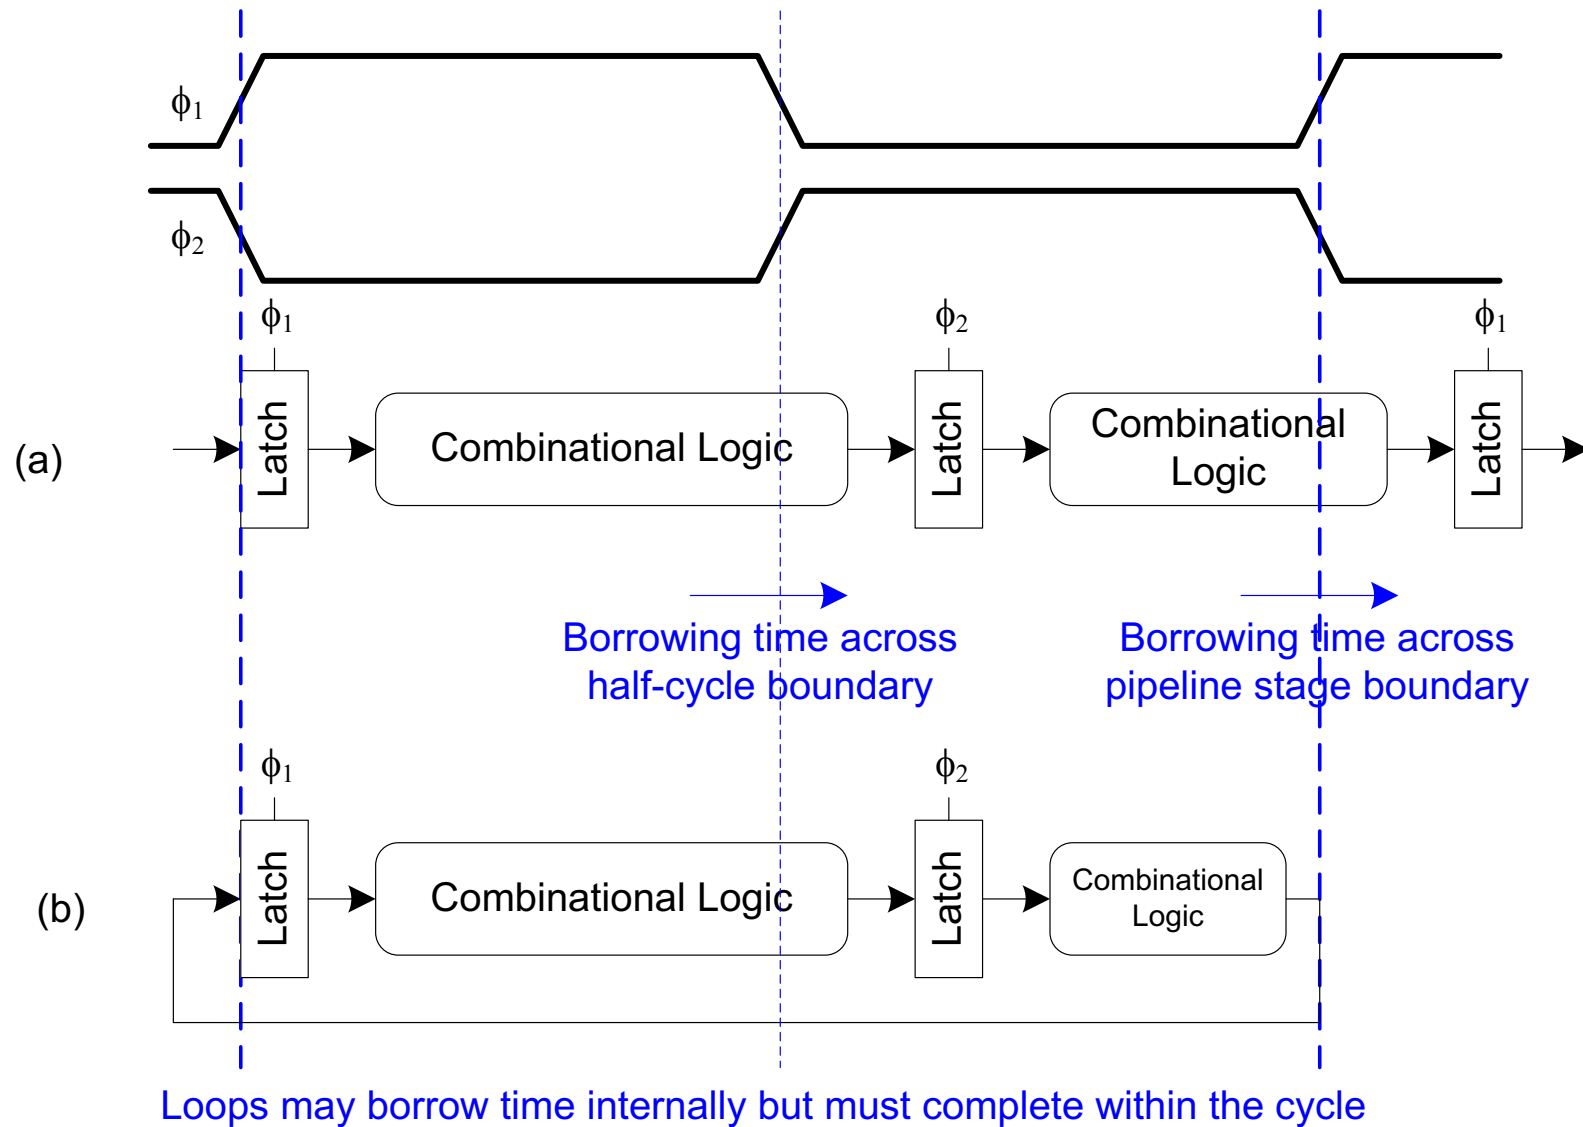 ϕ1
ϕ2
ϕ1
ϕ2
ϕ1
(a)
Latch
Combinational Logic
Latch
Combinational
Logic
Latch
Borrowing time across
half-cycle boundary
Borrowing time across
pipeline stage boundary
ϕ1
ϕ2
(b)
Latch
Combinational Logic
Latch
Combinational
Logic
Loops may borrow time internally but must complete within the cycle